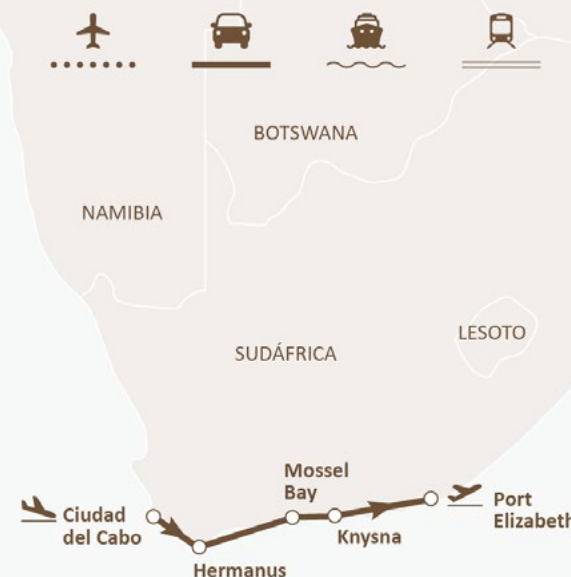 BOTSWANA
NAMIBIA
LESOTO
SUDÁFRICA
Mossel
Bay
Ciudad
del Cabo
Port
Elizabeth
Knysna
Hermanus